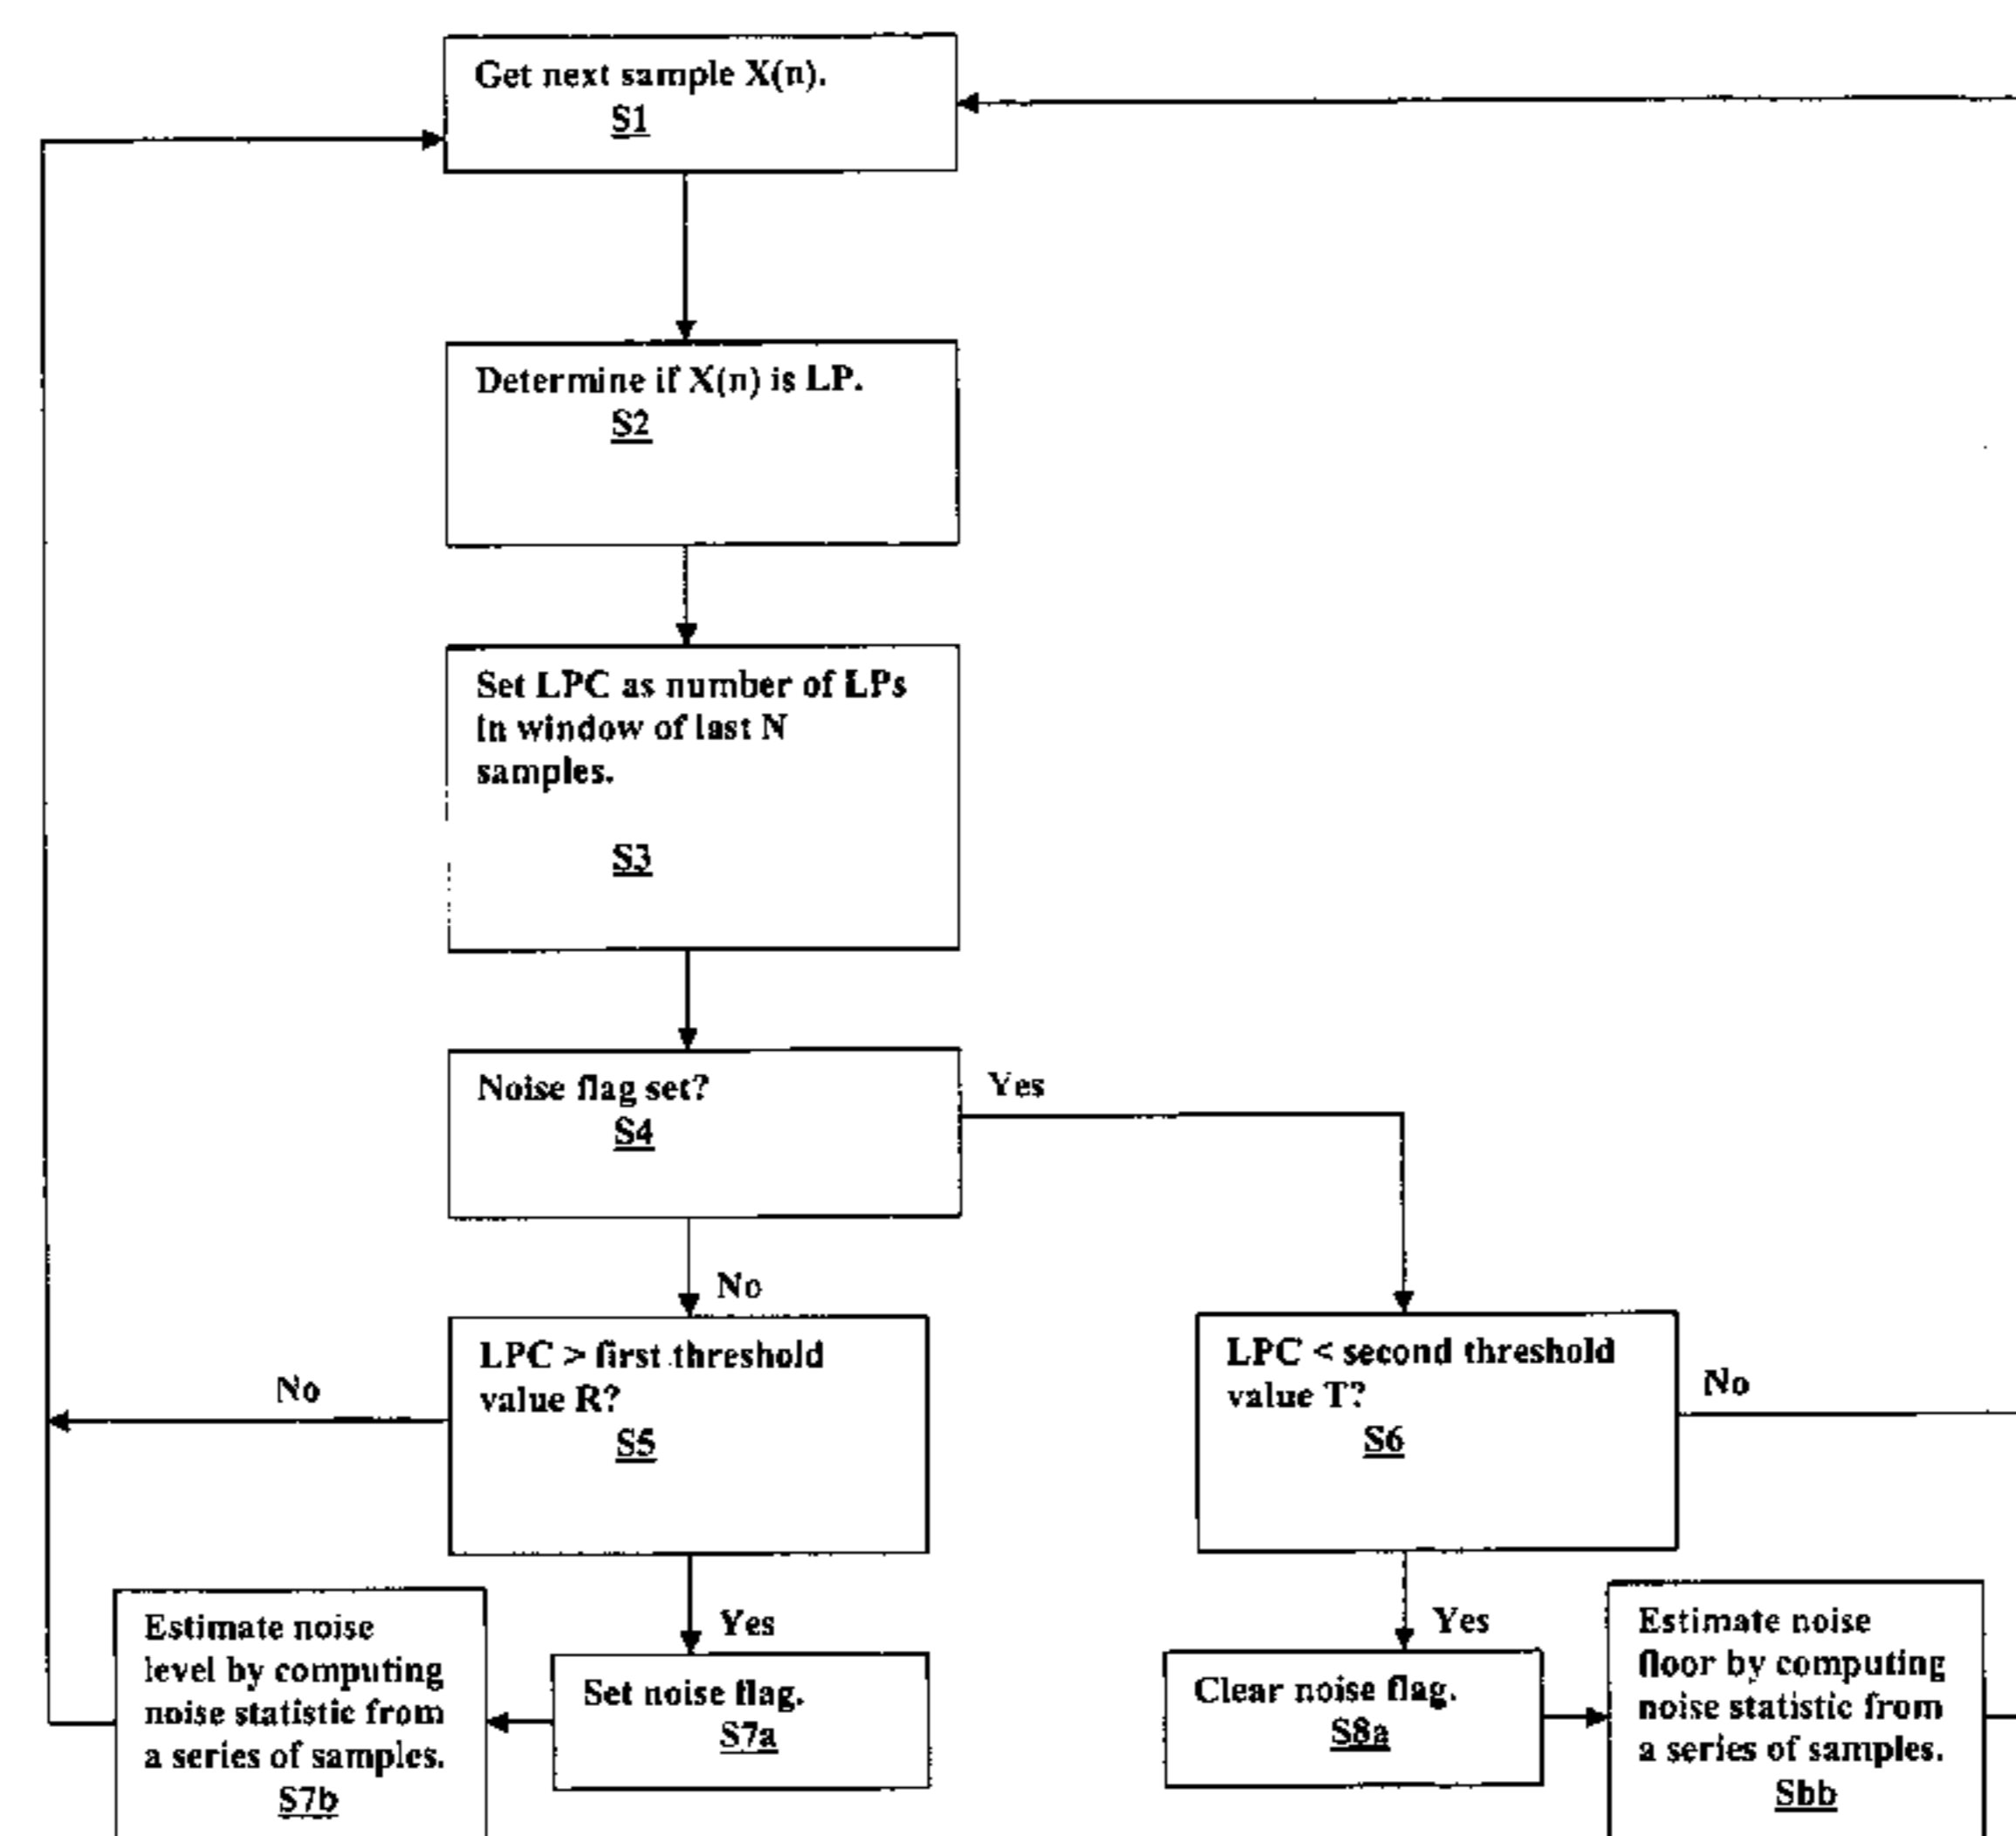 Get next sample X(n).
S1
Determine if X(n) is LP.
S2
Set LPC as number of LPs
in window of last N
samples.
S3
Noise flag set?
S4
Yes
No
LPC > first threshold
value R?
S5
No
LPC < second threshold
value T?
S6
No
Yes
Yes
Estimate noise
level by computing
noise statistic from
a series of samples.
S7b
Set noise flag.
S7a
Clear noise flag.
S8a
Estimate noise
floor by computing
noise statistic from
a series of samples.
Sbb